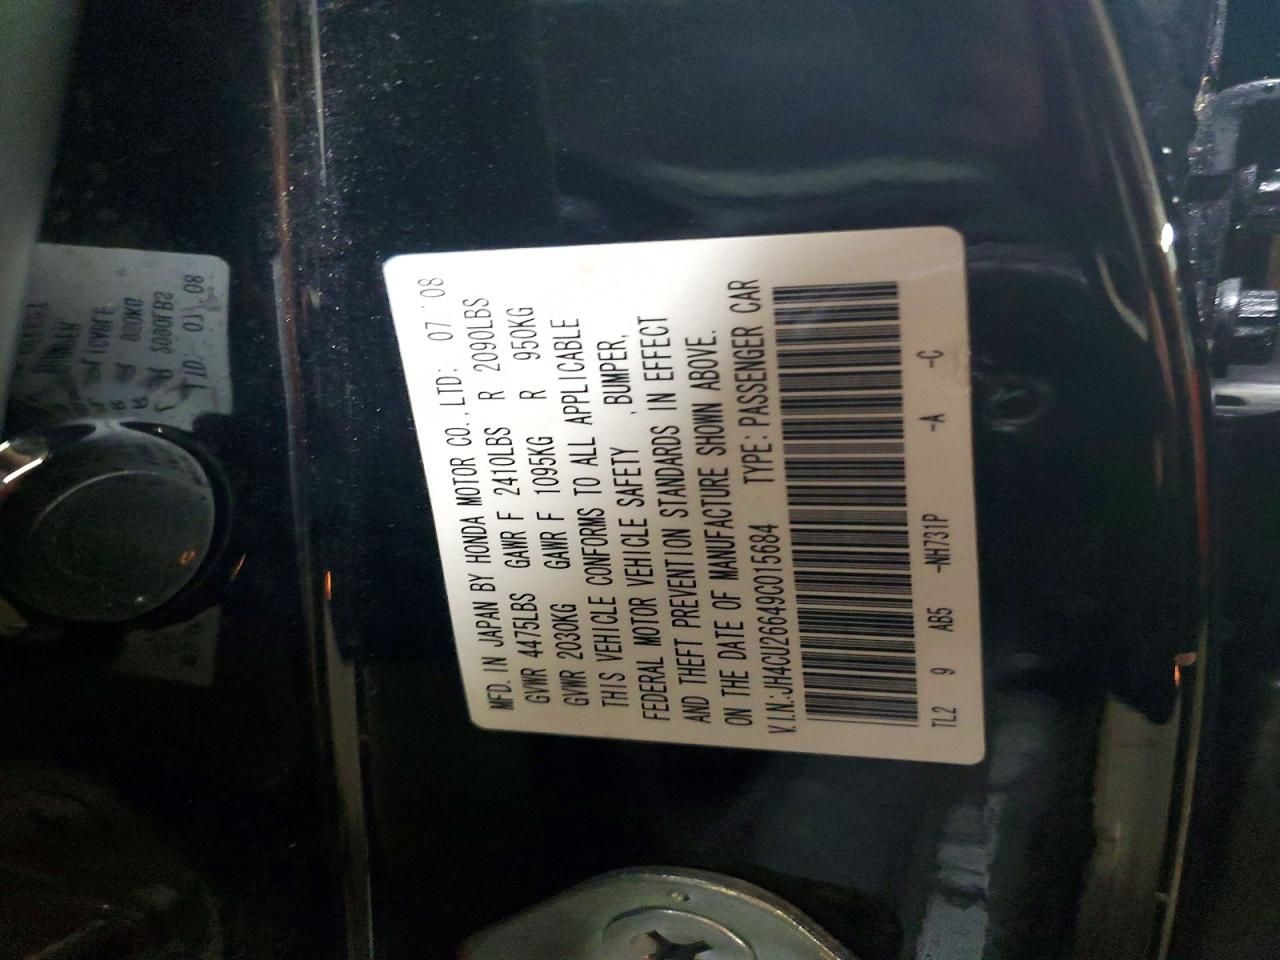 MFD. IN JAPAN BY HONDA MOTOR CO., LTD: 07/'08
GVWR 4475LBS GAWR F 2410LBS R 2090LBS
GVWR 2030KG GAWR F 1095KG R 950KG
THIS VEHICLE CONFORMS TO ALL APPLICABLE
FEDERAL MOTOR VEHICLE SAFETY , BUMPER,
AND THEFT PREVENTION STANDARDS IN EFFECT
ON THE DATE OF MANUFACTURE SHOWN ABOVE.
V.I.N.:JH4CU26649C015684 TYPE: PASSENGER CAR
TL2 9 AB5 -NH731P -A -C